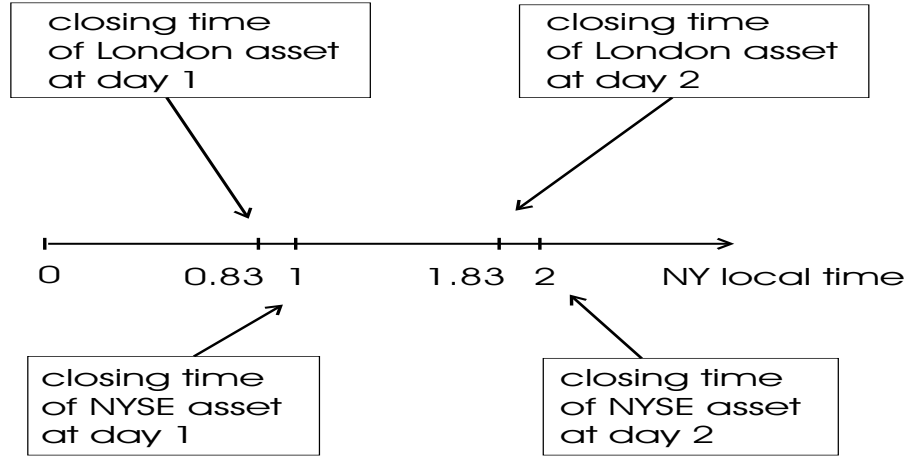 closing time
of London asset
at day 1
closing time
of London asset
at day 2
0
0.83
1
1.83
2
NY local time
closing time
of NYSE asset
at day 1
closing time
of NYSE asset
at day 2